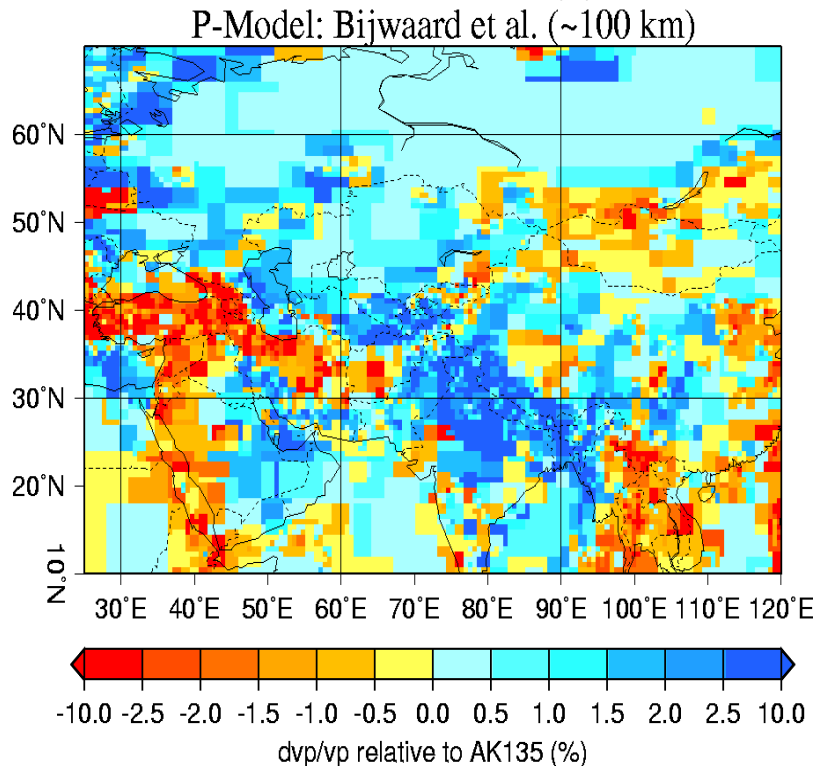 P-Model: Bijwaard et al. (~100 km)
60˚N
50˚N
40˚N
30˚N
20˚N
10˚N
30˚E 40˚E 50˚E 60˚E 70˚E 80˚E 90˚E 100˚E 110˚E 120˚E
-10.0 -2.5 -2.0 -1.5 -1.0 -0.5 0.0 0.5 1.0 1.5 2.0 2.5 10.0
dvp/vp relative to AK135 (%)